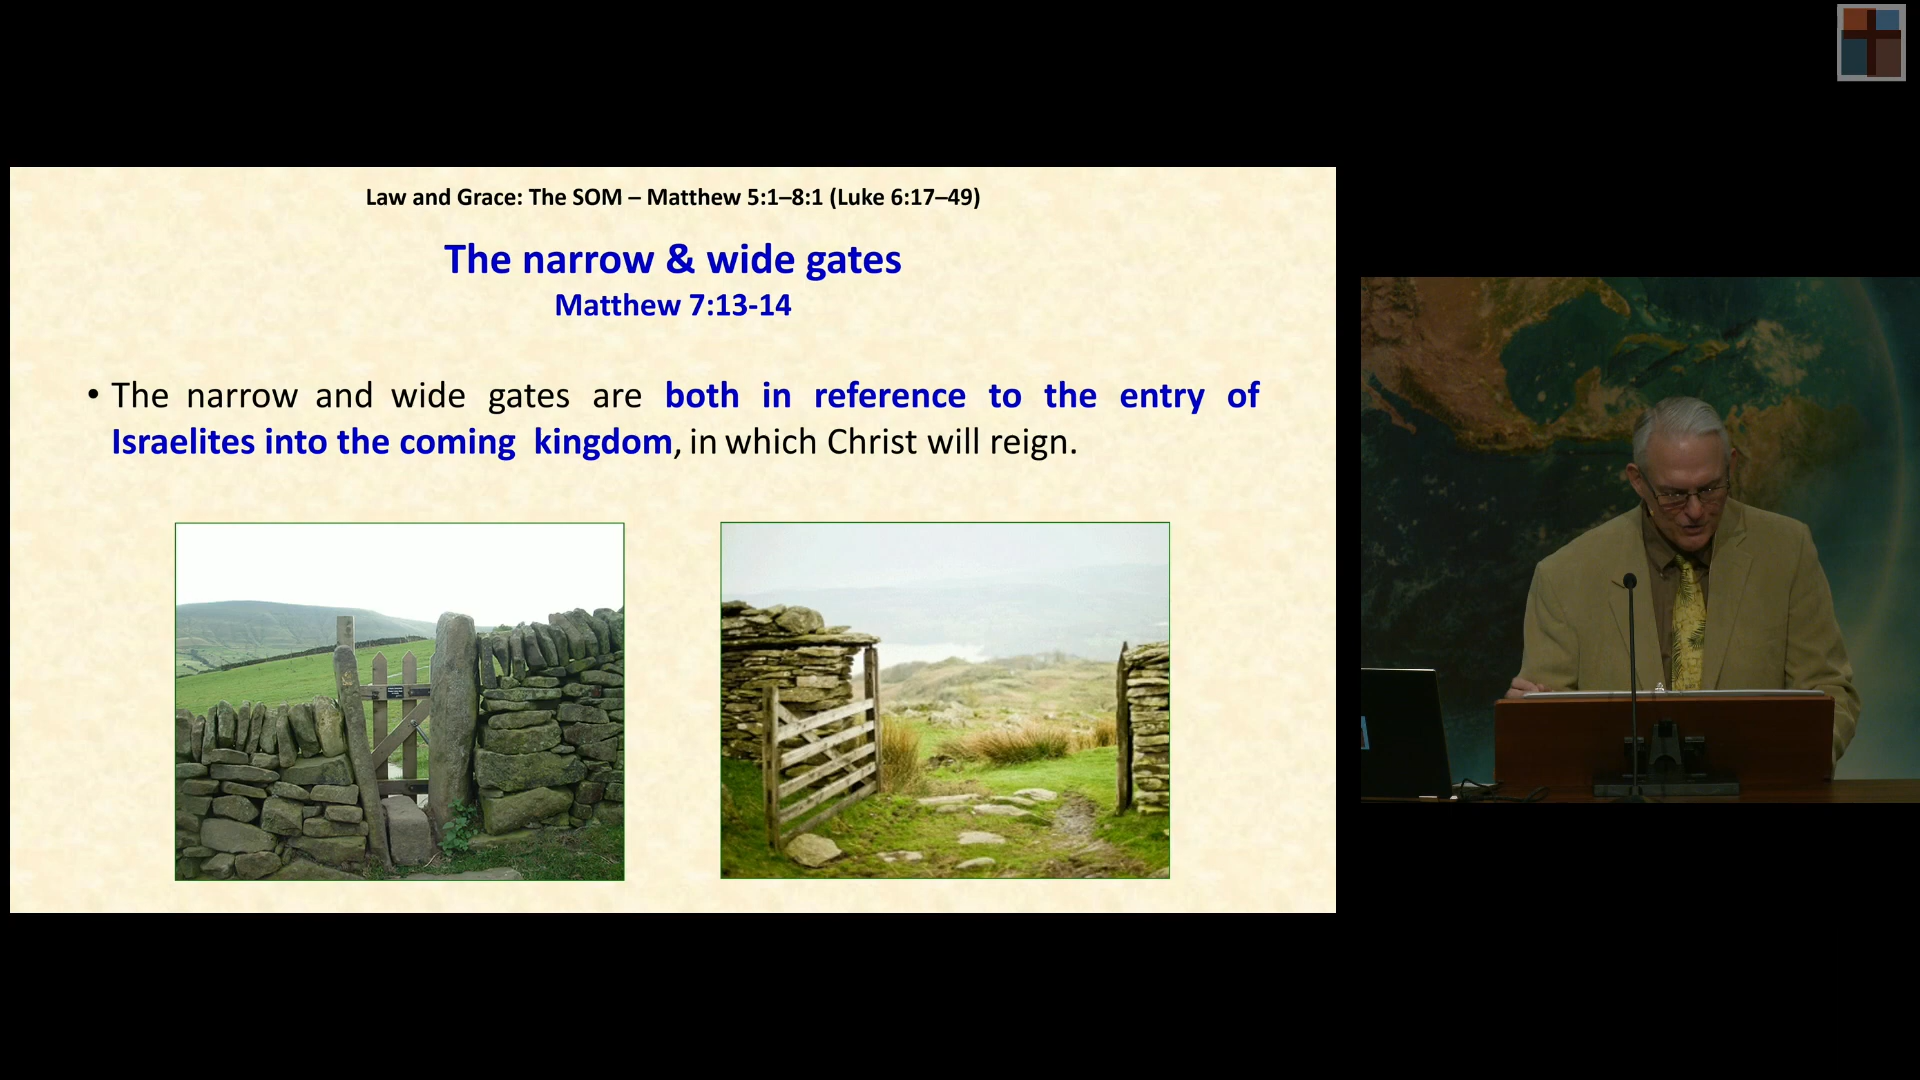 Law and Grace: The SOM – Matthew 5:1–8:1 (Luke 6:17–49)
The narrow & wide gates
Matthew 7:13-14
• The narrow and wide gates are both in reference to the entry of
Israelites into the coming kingdom, in which Christ will reign.